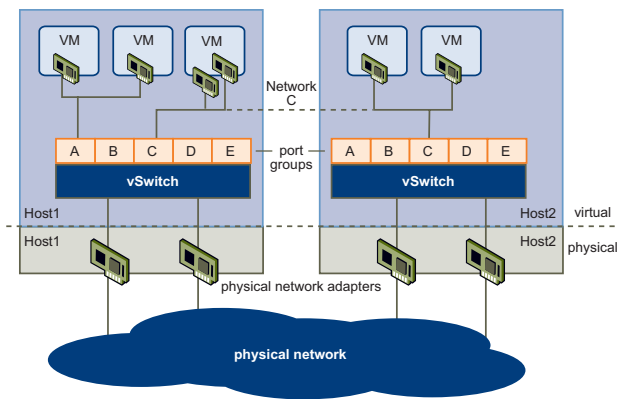 VM
VM
VM
VM
VM
Network
C
A
B
C
D
E
port
groups
A
B
C
D
E
vSwitch
vSwitch
Host1
Host2
virtual
Host1
Host2
physical
physical network adapters
physical network